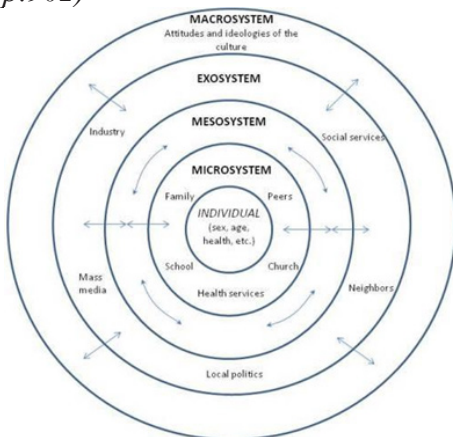 MACROSYSTEM
Attitudes and ideologies of the
culture
EXOSYSTEM
Industry
Social services
MESOSYSTEM
MICROSYSTEM
Family
Peers
INDIVIDUAL
(sex, age,
health, etc.)
School
Church
Health services
Mass
media
Neighbors
Local politics